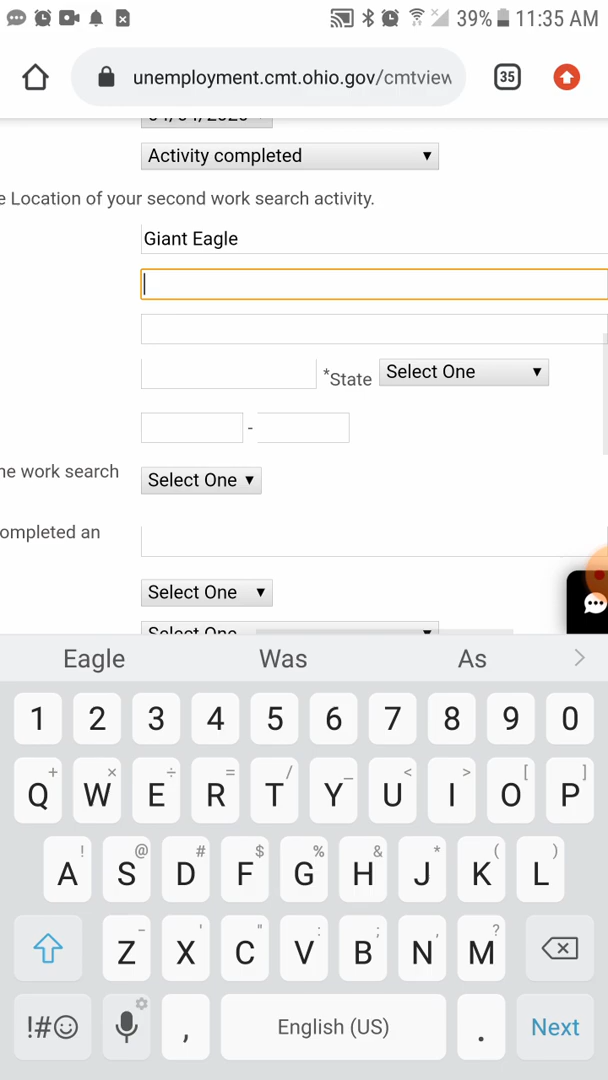 39% 11:35 AM
unemployment.cmt.ohio.gov/cmtview
35
Activity completed
e Location of your second work search activity.
Giant Eagle
*State Select One
-
ne work search
Select One
ompleted an
Select One
Select One
Eagle Was As
1 2 3 4 5 6 7 8 9 0
+ × ÷ = / _ < > [ ]
Q W E R T Y U I O P
! @ # $ % & * ( )
A S D F G H J K L
- ' " : ; , ?
Z X C V B N M
!#☺ , English (US) . Next